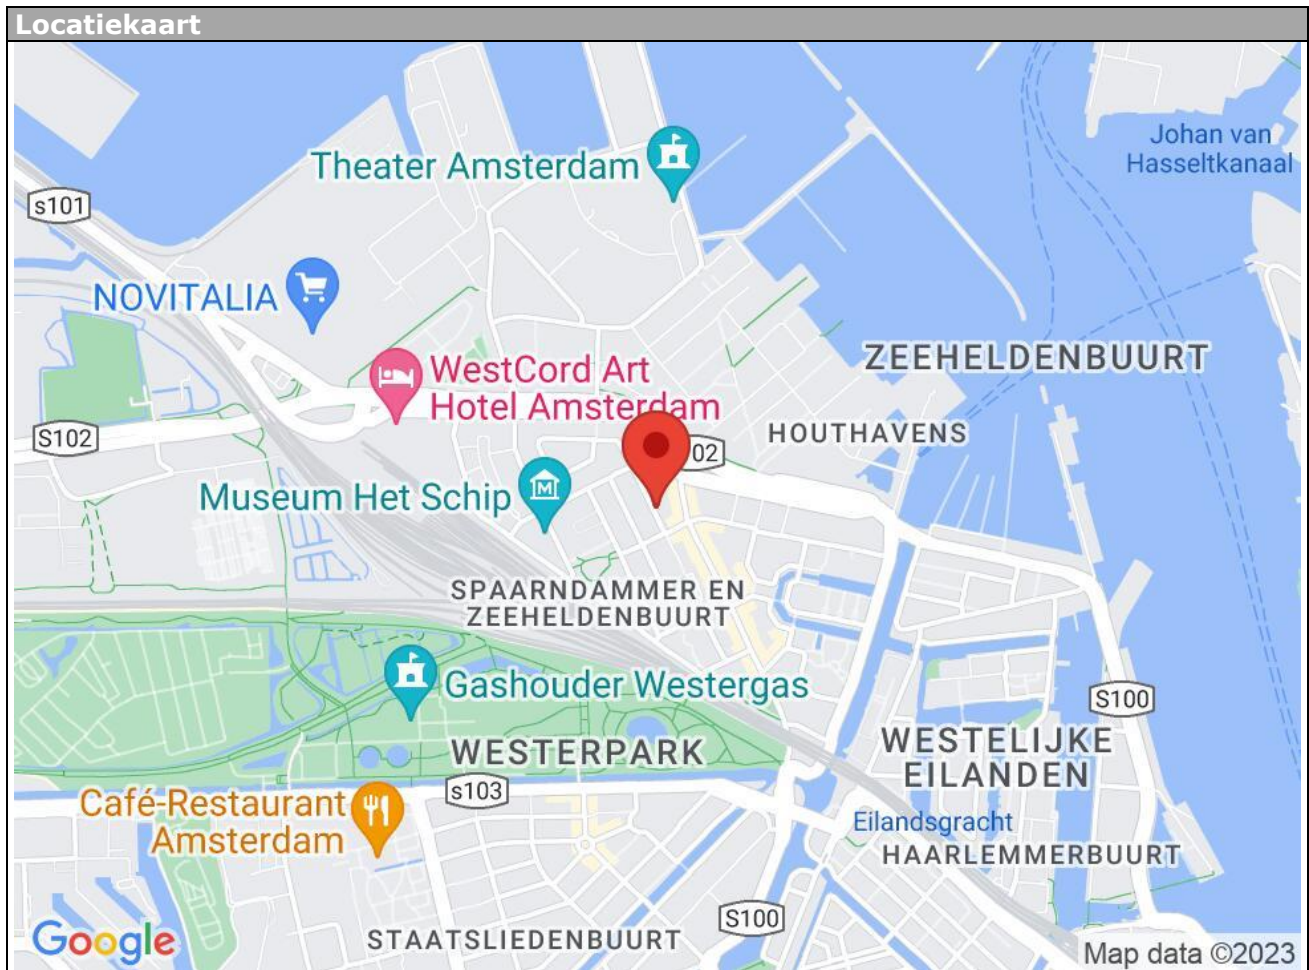 Locatiekaart
Johan van
Hasseltkanaal
Theater Amsterdam
s101
NOVITALIA
ZEEHELDENBUURT
WestCord Art
Hotel Amsterdam
S102
HOUTHAVENS
02
Museum Het Schip
SPAARNDAMMER EN
ZEEHELDENBUURT
Gashouder Westergas
S100
WESTERPARK
WESTELIJKE
EILANDEN
s103
Café-Restaurant
Amsterdam
Eilandsgracht
HAARLEMMERBUURT
S100
STAATSLIEDENBUURT
Google
Map data ©2023